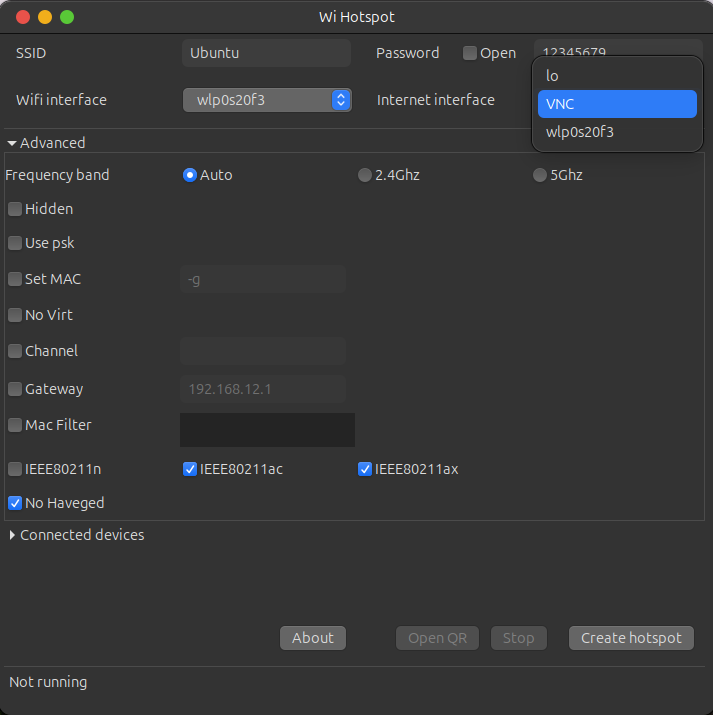 Wi Hotspot
SSID Ubuntu Password Open 12345679
Wifi interface wlp0s20f3 Internet interface
lo
VNC
wlp0s20f3
Advanced
Frequency band Auto 2.4Ghz 5Ghz
Hidden
Use psk
Set MAC -g
No Virt
Channel
Gateway 192.168.12.1
Mac Filter
IEEE80211n IEEE80211ac IEEE80211ax
No Haveged
Connected devices
About Open QR Stop Create hotspot
Not running